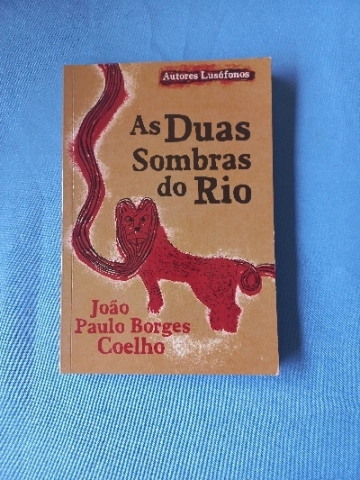 Autores Lusófonos
As Duas
Sombras
do Rio
João
Paulo Borges
Coelho